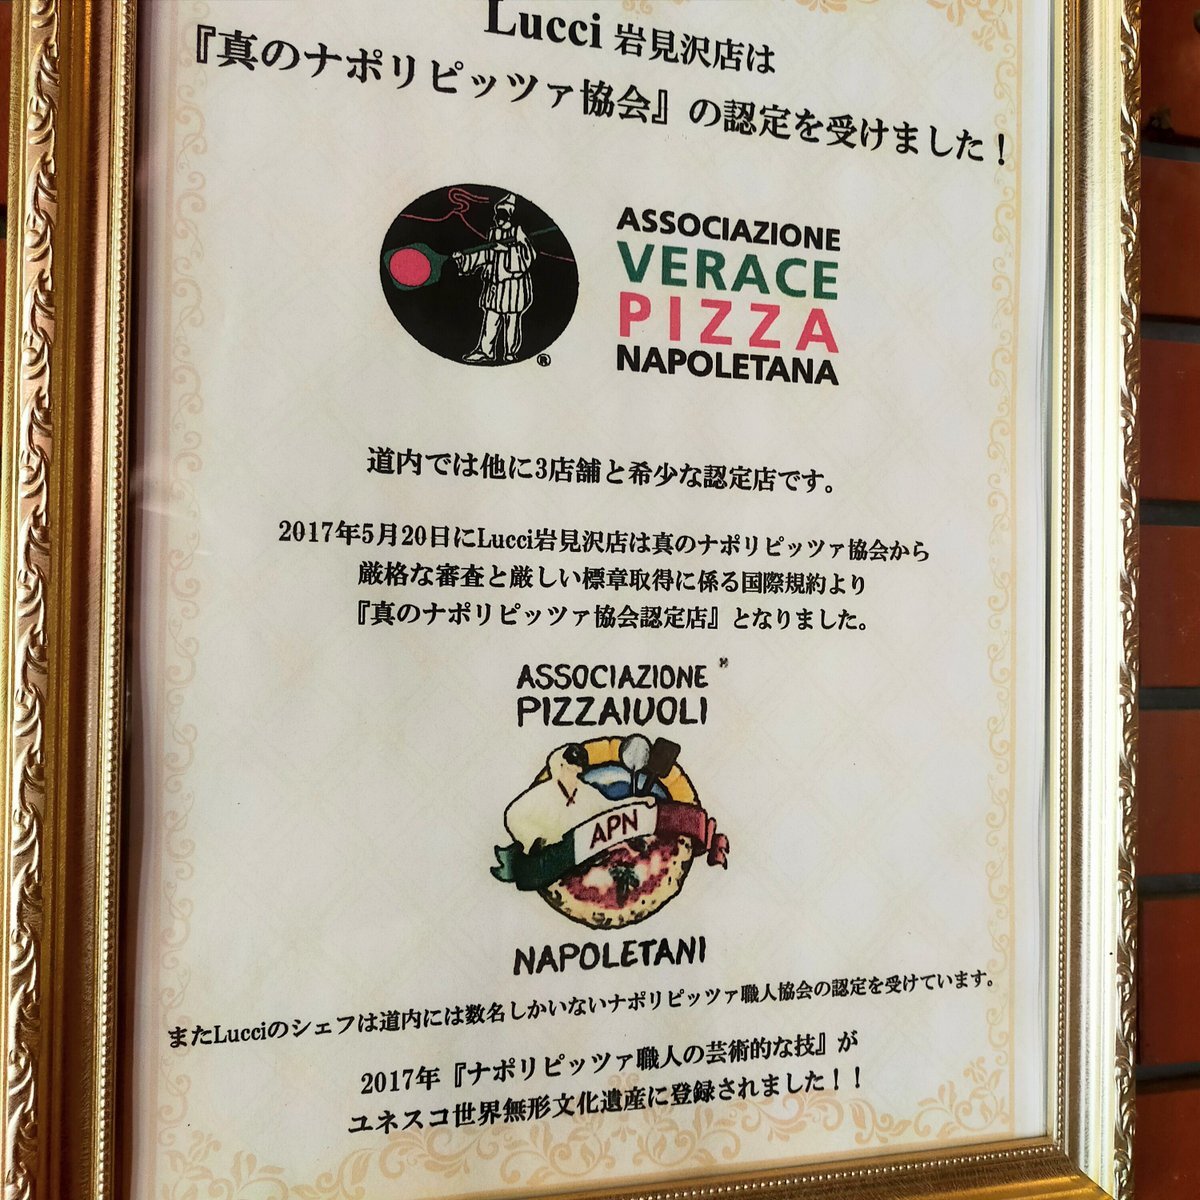 Lucci 岩見沢店は
『真のナポリピッツァ協会』の認定を受けました！
ASSOCIAZIONE
VERACE
PIZZA
NAPOLETANA
®
道内では他に3店舗と希少な認定店です。
2017年5月20日にLucci岩見沢店は真のナポリピッツァ協会から
厳格な審査と厳しい標章取得に係る国際規約より
『真のナポリピッツァ協会認定店』となりました。
ASSOCIAZIONE
PIZZAIUOLI
APN
NAPOLETANI
またLucciのシェフは道内には数名しかいないナポリピッツァ職人協会の認定を受けています。
2017年『ナポリピッツァ職人の芸術的な技』が
ユネスコ世界無形文化遺産に登録されました！！